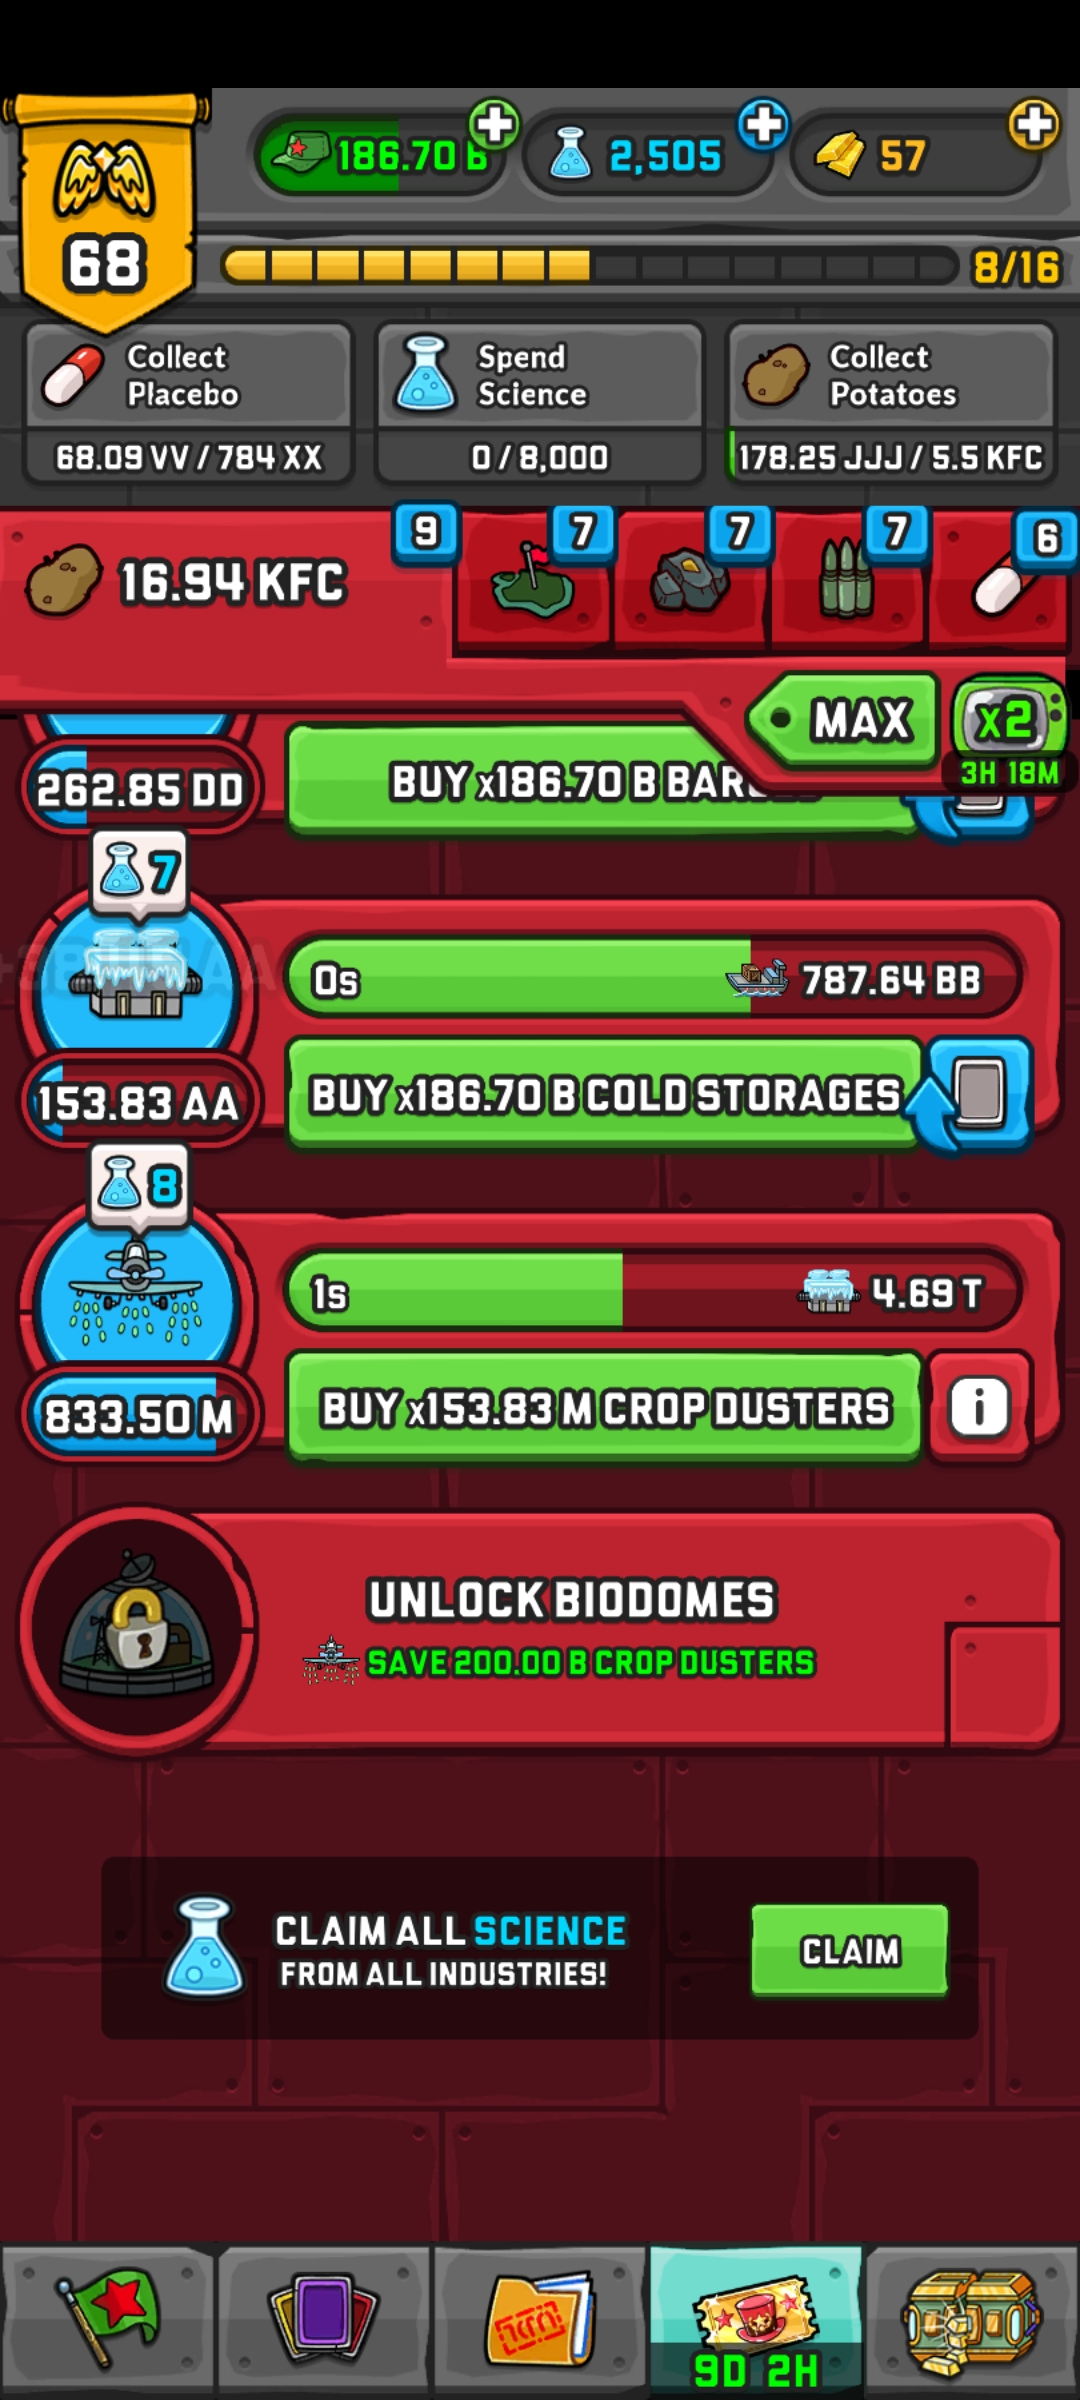 186.70 B
2,505
57
68
8/16
Collect
Placebo
68.09 VV / 784 XX
Spend
Science
0 / 8,000
Collect
Potatoes
178.25 JJJ / 5.5 KFC
16.94 KFC
9
7
7
7
6
MAX
x2
3H 18M
262.85 DD
BUY x186.70 B
7
0s
787.64 BB
153.83 AA
BUY x186.70 B COLD STORAGES
8
1s
4.69 T
833.50 M
BUY x153.83 M CROP DUSTERS
i
UNLOCK BIODOMES
SAVE 200.00 B CROP DUSTERS
CLAIM ALL SCIENCE
FROM ALL INDUSTRIES!
CLAIM
9D 2H